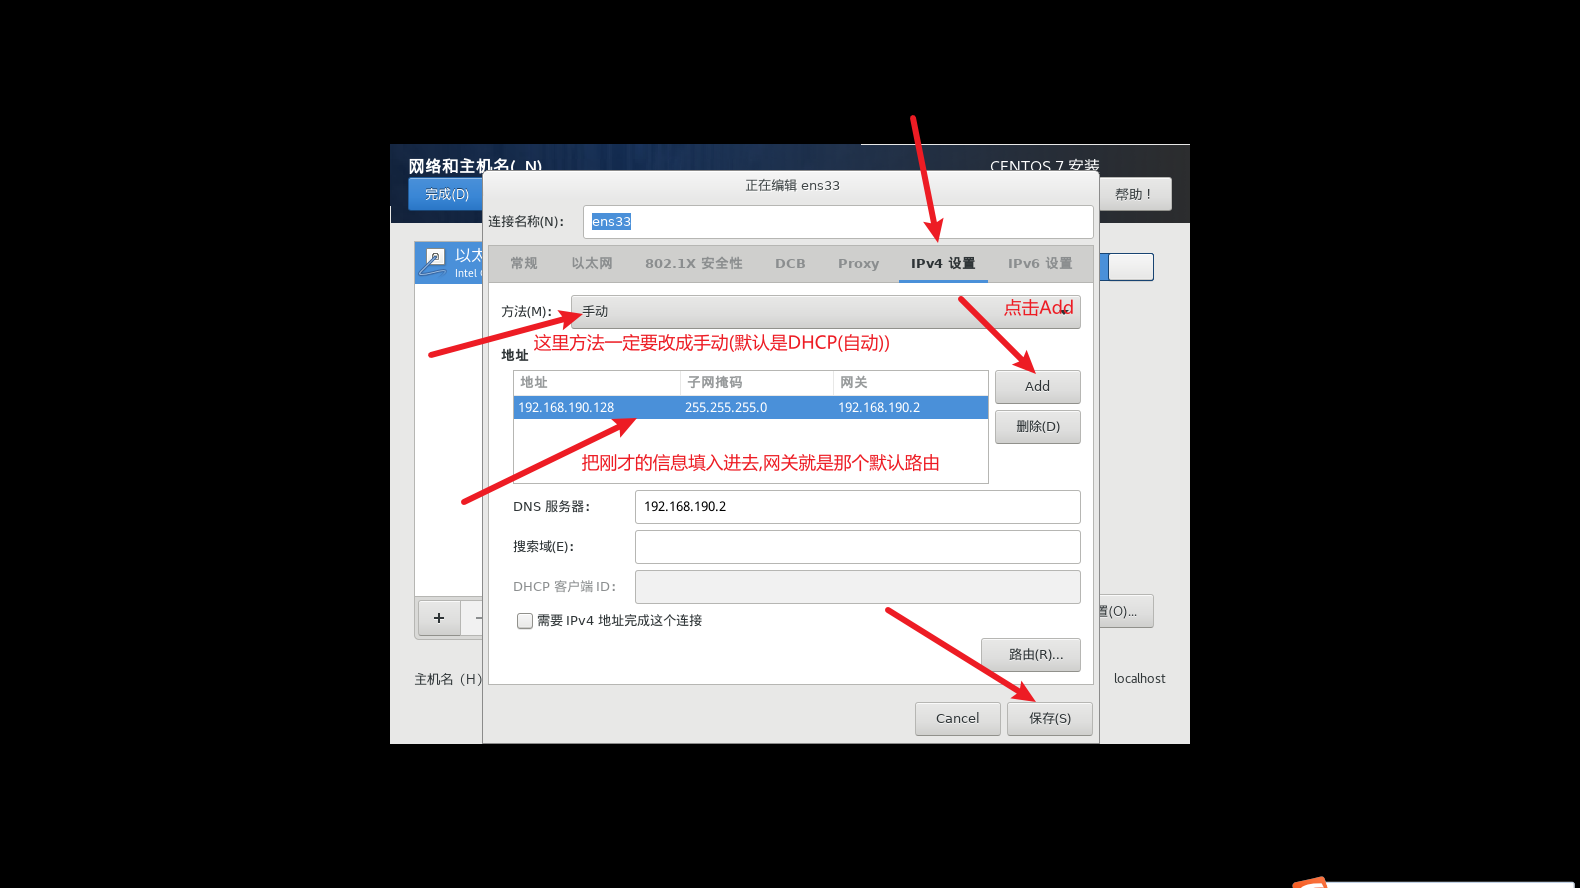 网络和主机名(_N)
CENTOS 7 安装
完成(D)
帮助！
正在编辑 ens33
连接名称(N)：
ens33
以太
Intel
常规
以太网
802.1X 安全性
DCB
Proxy
IPv4 设置
IPv6 设置
方法(M)：
手动
点击Add
这里方法一定要改成手动(默认是DHCP(自动))
地址
地址
子网掩码
网关
Add
192.168.190.128
255.255.255.0
192.168.190.2
删除(D)
把刚才的信息填入进去,网关就是那个默认路由
DNS 服务器：
192.168.190.2
搜索域(E)：
DHCP 客户端 ID：
+
−
置(O)...
需要 IPv4 地址完成这个连接
路由(R)...
主机名（H）
localhost
Cancel
保存(S)